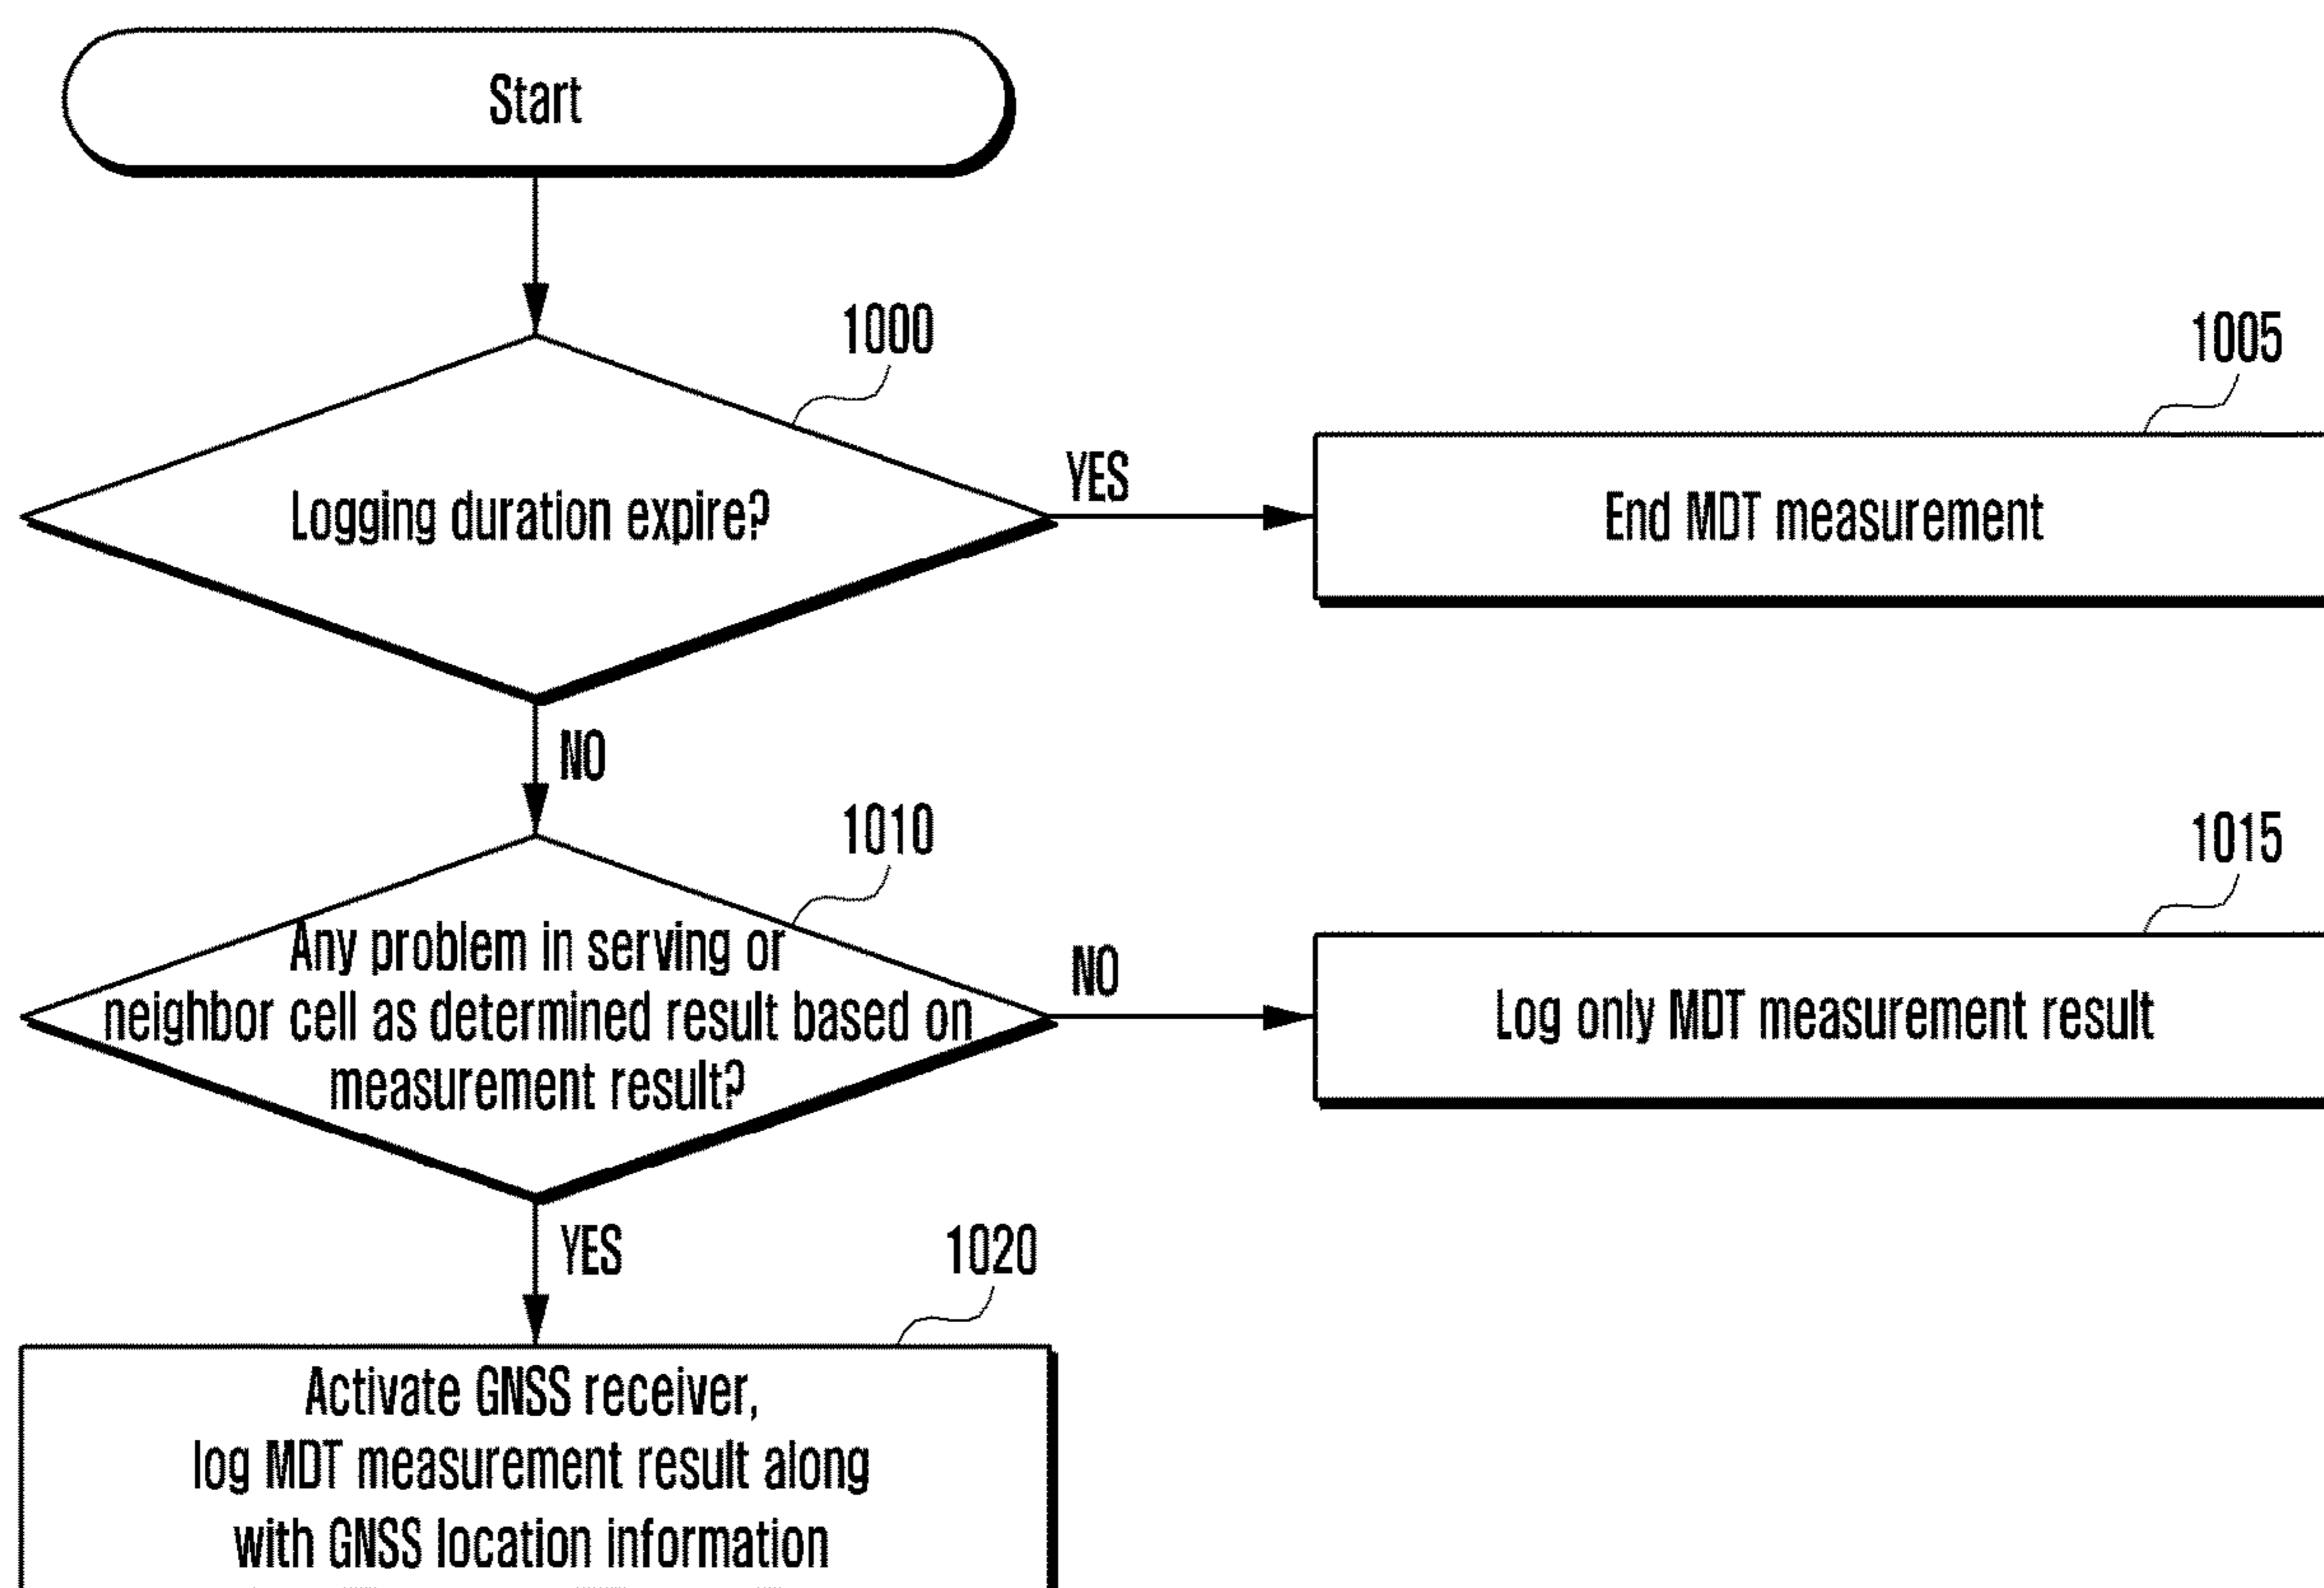 Start
1000
1005
YES
Logging duration expire?
End MDT measurement
NO
1010
1015
Any problem in serving or
neighbor cell as determined result based on
measurement result?
NO
Log only MDT measurement result
YES
1020
Activate GNSS receiver,
log MDT measurement result along
with GNSS location information